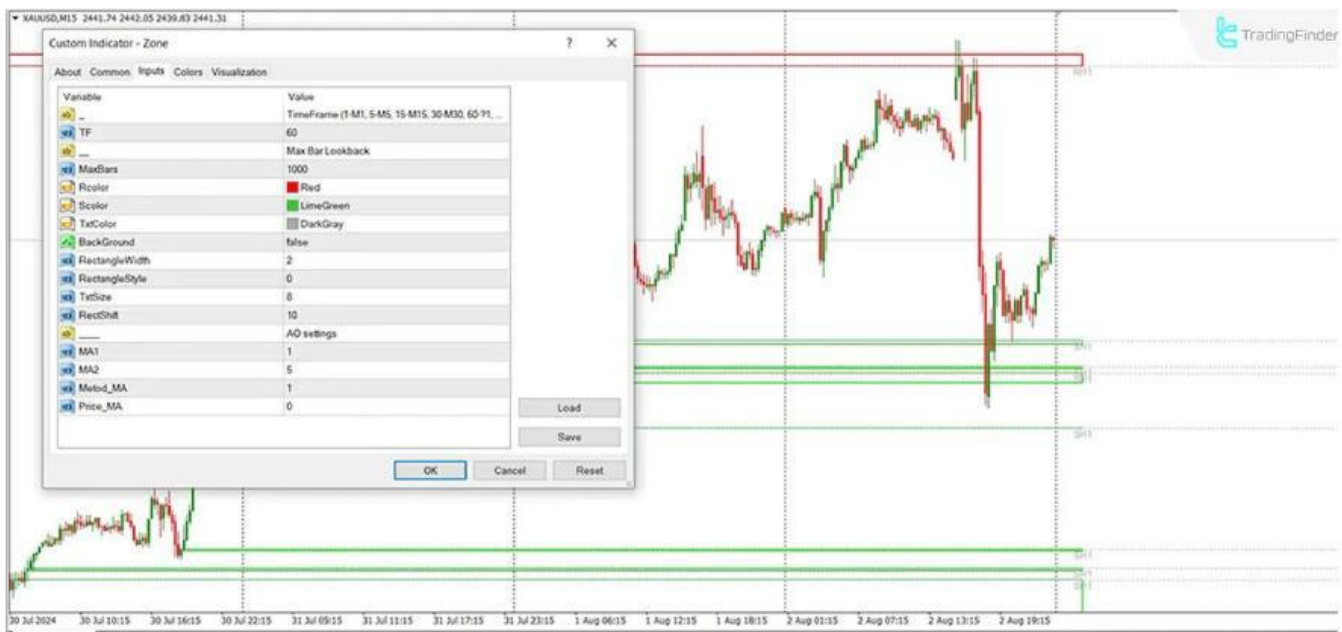 XAUUSD,M15 2441.74 2442.05 2439.83 2441.31
TradingFinder
Custom Indicator - Zone
? ×
About Common Inputs Colors Visualization
Variable Value
_ TimeFrame (1-M1, 5-M5, 15-M15, 30-M30, 60-?1, ...
TF 60
__ Max Bar Lookback
MaxBars 1000
Rcolor Red
Scolor LimeGreen
TxtColor DarkGray
BackGround false
RectangleWidth 2
RectangleStyle 0
TxtSize 8
RectShift 10
____ AO settings
MA1 1
MA2 5
Metod_MA 1
Price_MA 0
Load
Save
OK Cancel Reset
SH1
SH1
SH1
30 Jul 2024 30 Jul 10:15 30 Jul 16:15 30 Jul 22:15 31 Jul 05:15 31 Jul 11:15 31 Jul 17:15 31 Jul 23:15 1 Aug 06:15 1 Aug 12:15 1 Aug 18:15 2 Aug 01:15 2 Aug 07:15 2 Aug 13:15 2 Aug 19:15